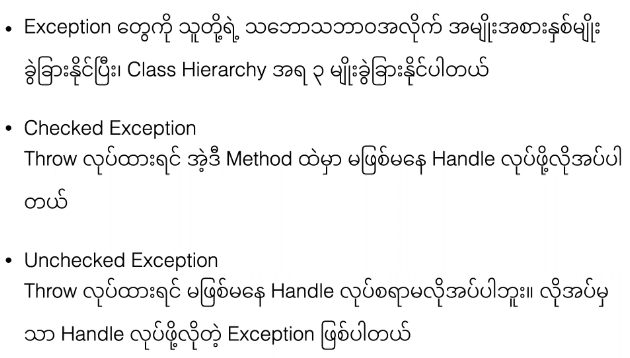 • Exception တွေကို သူတို့ရဲ့ သဘောသဘာဝအလိုက် အမျိုးအစားနှစ်မျိုး
ခွဲခြားနိုင်ပြီး၊ Class Hierarchy အရ ၃ မျိုးခွဲခြားနိုင်ပါတယ်
• Checked Exception
Throw လုပ်ထားရင် အဲ့ဒီ Method ထဲမှာ မဖြစ်မနေ Handle လုပ်ဖို့လိုအပ်ပါ
တယ်
• Unchecked Exception
Throw လုပ်ထားရင် မဖြစ်မနေ Handle လုပ်စရာမလိုအပ်ပါဘူး။ လိုအပ်မှ
သာ Handle လုပ်ဖို့လိုတဲ့ Exception ဖြစ်ပါတယ်